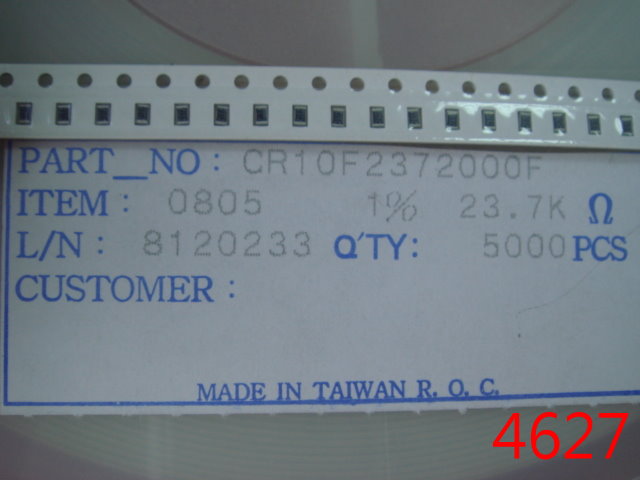 PART_NO: CR10F2372000F
ITEM: 0805 1% 23.7K Ω
L/N: 8120233 Q'TY: 5000 PCS
CUSTOMER:
MADE IN TAIWAN R. O. C.
4627